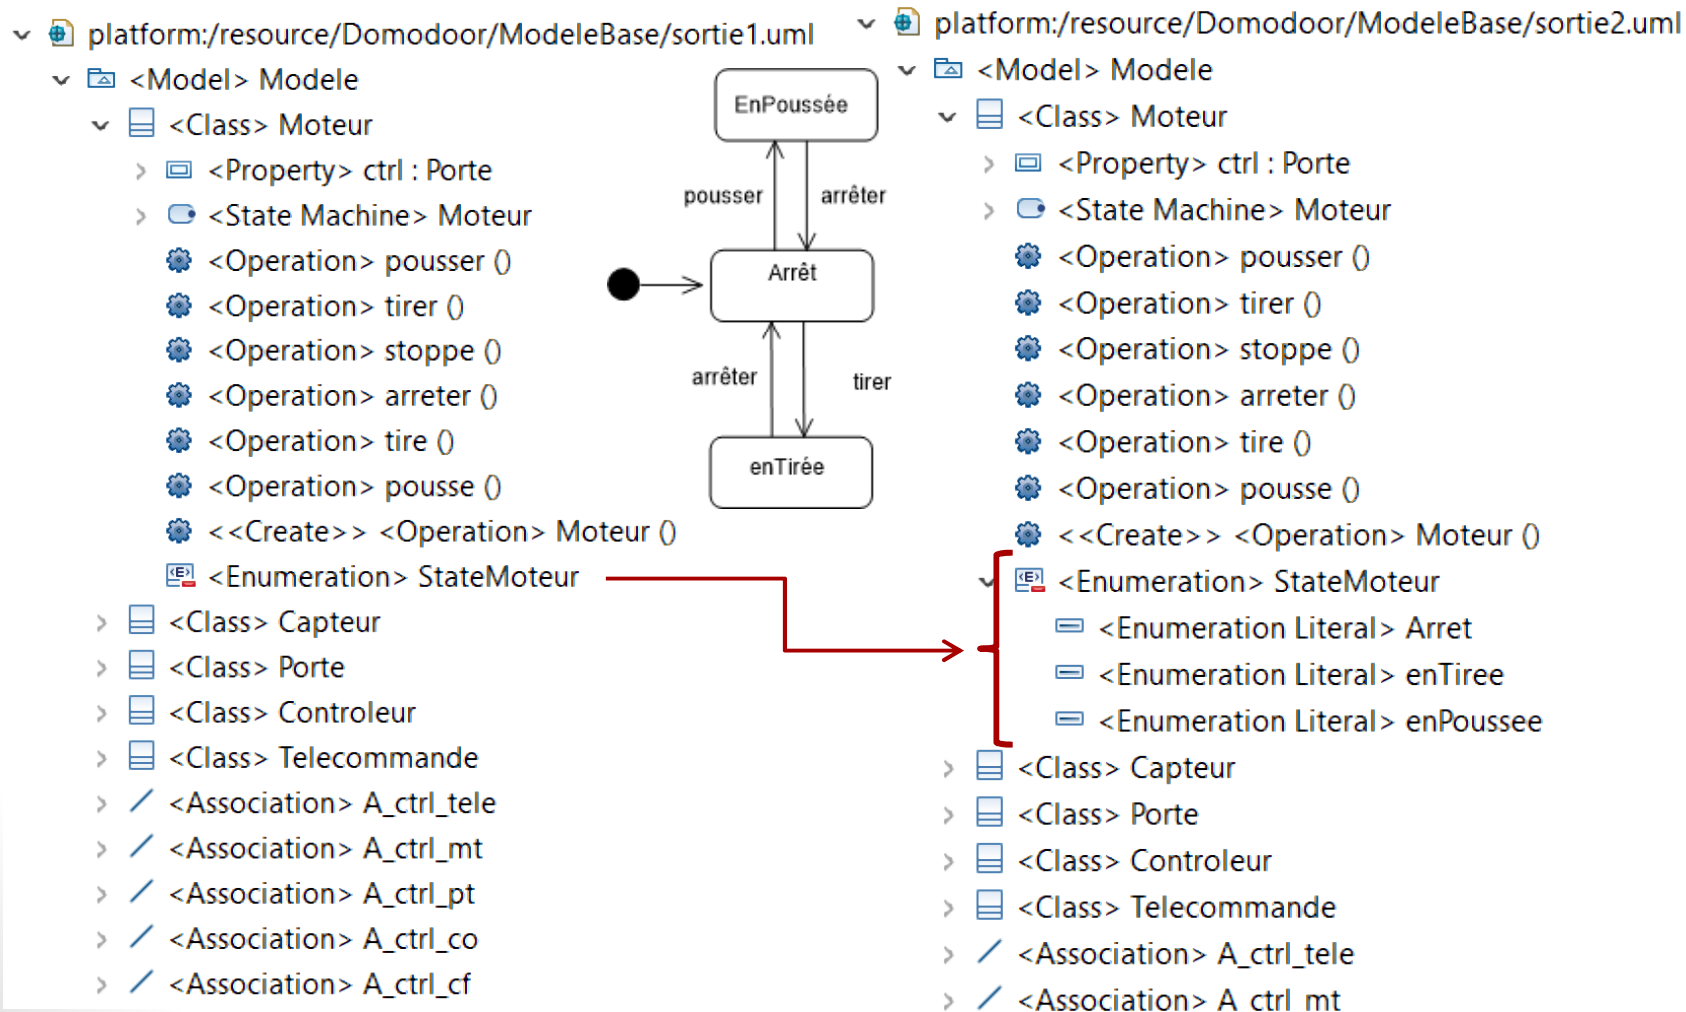 platform:/resource/Domodoor/ModeleBase/sortie1.uml
<Model> Modele
<Class> Moteur
<Property> ctrl : Porte
<State Machine> Moteur
<Operation> pousser ()
<Operation> tirer ()
<Operation> stoppe ()
<Operation> arreter ()
<Operation> tire ()
<Operation> pousse ()
<<Create>> <Operation> Moteur ()
<Enumeration> StateMoteur
<Class> Capteur
<Class> Porte
<Class> Controleur
<Class> Telecommande
<Association> A_ctrl_tele
<Association> A_ctrl_mt
<Association> A_ctrl_pt
<Association> A_ctrl_co
<Association> A_ctrl_cf
EnPoussée
pousser
arrêter
Arrêt
arrêter
tirer
enTirée
platform:/resource/Domodoor/ModeleBase/sortie2.uml
<Model> Modele
<Class> Moteur
<Property> ctrl : Porte
<State Machine> Moteur
<Operation> pousser ()
<Operation> tirer ()
<Operation> stoppe ()
<Operation> arreter ()
<Operation> tire ()
<Operation> pousse ()
<<Create>> <Operation> Moteur ()
<Enumeration> StateMoteur
<Enumeration Literal> Arret
<Enumeration Literal> enTiree
<Enumeration Literal> enPoussee
<Class> Capteur
<Class> Porte
<Class> Controleur
<Class> Telecommande
<Association> A_ctrl_tele
<Association> A_ctrl_mt